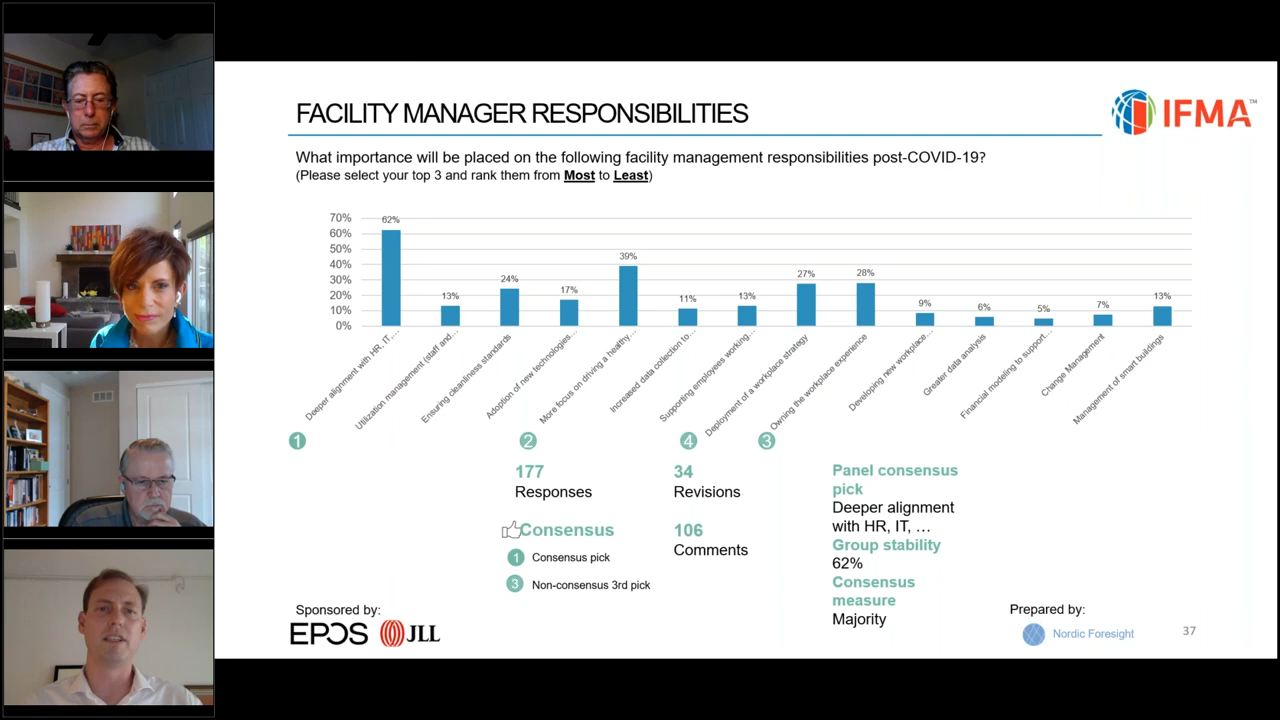 FACILITY MANAGER RESPONSIBILITIES
IFMA™
What importance will be placed on the following facility management responsibilities post-COVID-19?
(Please select your top 3 and rank them from Most to Least)
70%
60%
50%
40%
30%
20%
10%
0%
62%
13%
24%
17%
39%
11%
13%
27%
28%
9%
6%
5%
7%
13%
Deeper alignment with HR, IT,…
Utilization management (staff and…
Ensuring cleanliness standards
Adoption of new technologies…
More focus on driving a healthy…
Increased data collection to…
Supporting employees working…
Deployment of a workplace strategy
Owning the workplace experience
Developing new workplace…
Greater data analysis
Financial modeling to support…
Change Management
Management of smart buildings
1
2
4
3
177
Responses
34
Revisions
Consensus
106
Comments
1 Consensus pick
3 Non-consensus 3rd pick
Panel consensus
pick
Deeper alignment
with HR, IT, …
Group stability
62%
Consensus
measure
Majority
Sponsored by:
EPOS JLL
Prepared by:
Nordic Foresight
37